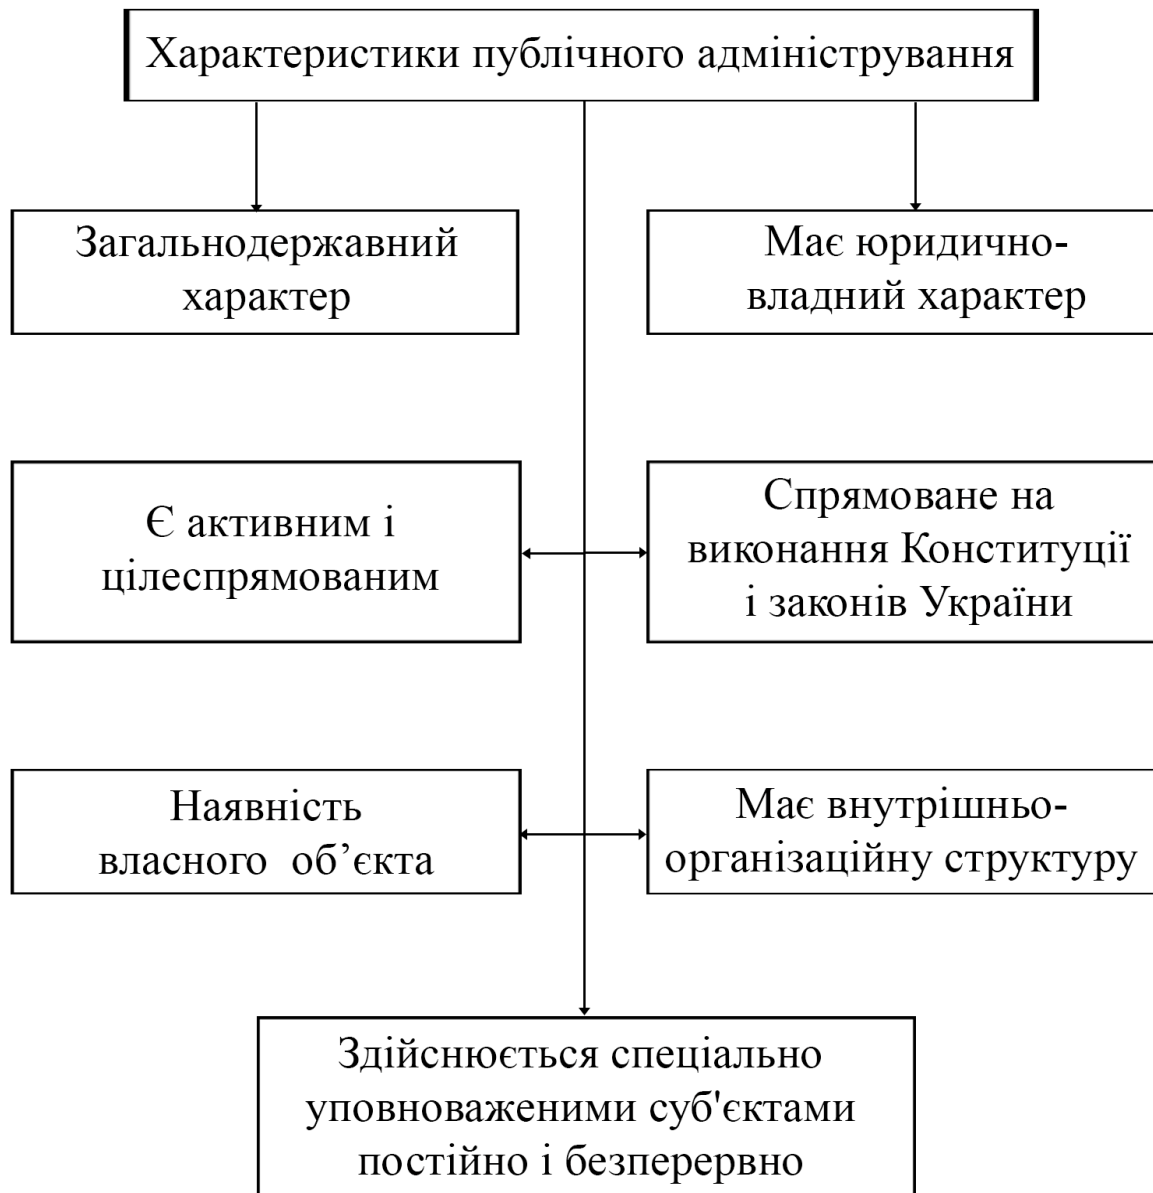 Характеристики публічного адміністрування
Загальнодержавний
характер
Має юридично-
владний характер
Є активним і
цілеспрямованим
Спрямоване на
виконання Конституції
і законів України
Наявність
власного об’єкта
Має внутрішньо-
організаційну структуру
Здійснюється спеціально
уповноваженими суб'єктами
постійно і безперервно